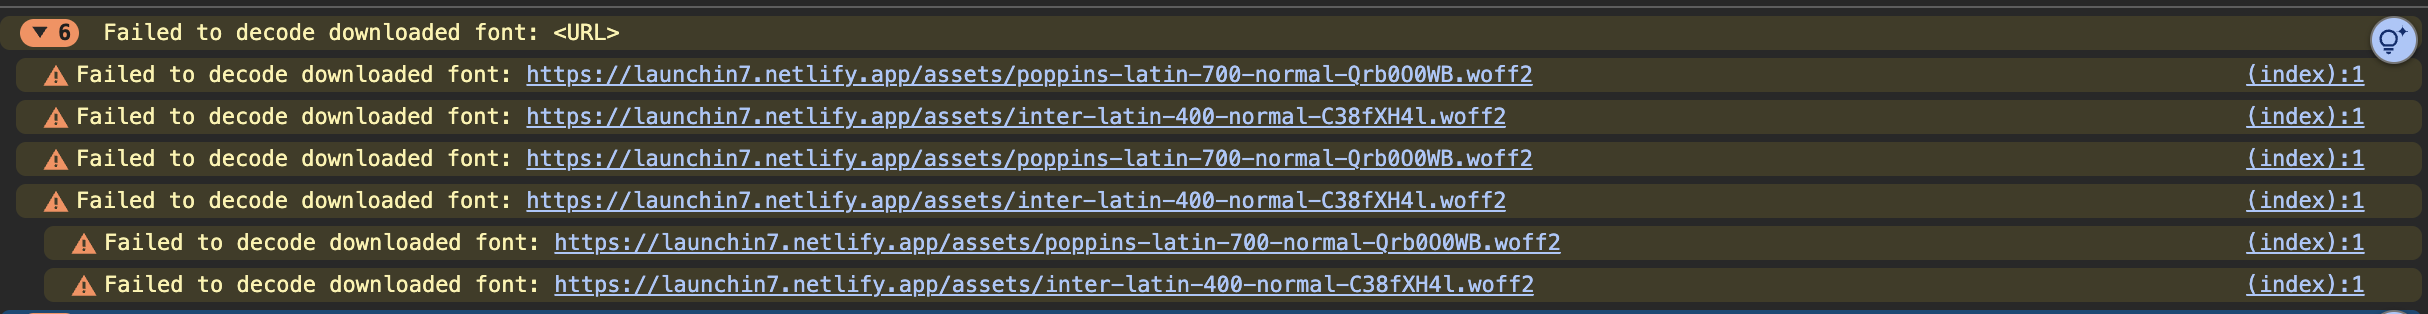 ▼ 6 Failed to decode downloaded font: <URL>
Failed to decode downloaded font: https://launchin7.netlify.app/assets/poppins-latin-700-normal-Qrb0O0WB.woff2 (index):1
Failed to decode downloaded font: https://launchin7.netlify.app/assets/inter-latin-400-normal-C38fXH4l.woff2 (index):1
Failed to decode downloaded font: https://launchin7.netlify.app/assets/poppins-latin-700-normal-Qrb0O0WB.woff2 (index):1
Failed to decode downloaded font: https://launchin7.netlify.app/assets/inter-latin-400-normal-C38fXH4l.woff2 (index):1
Failed to decode downloaded font: https://launchin7.netlify.app/assets/poppins-latin-700-normal-Qrb0O0WB.woff2 (index):1
Failed to decode downloaded font: https://launchin7.netlify.app/assets/inter-latin-400-normal-C38fXH4l.woff2 (index):1